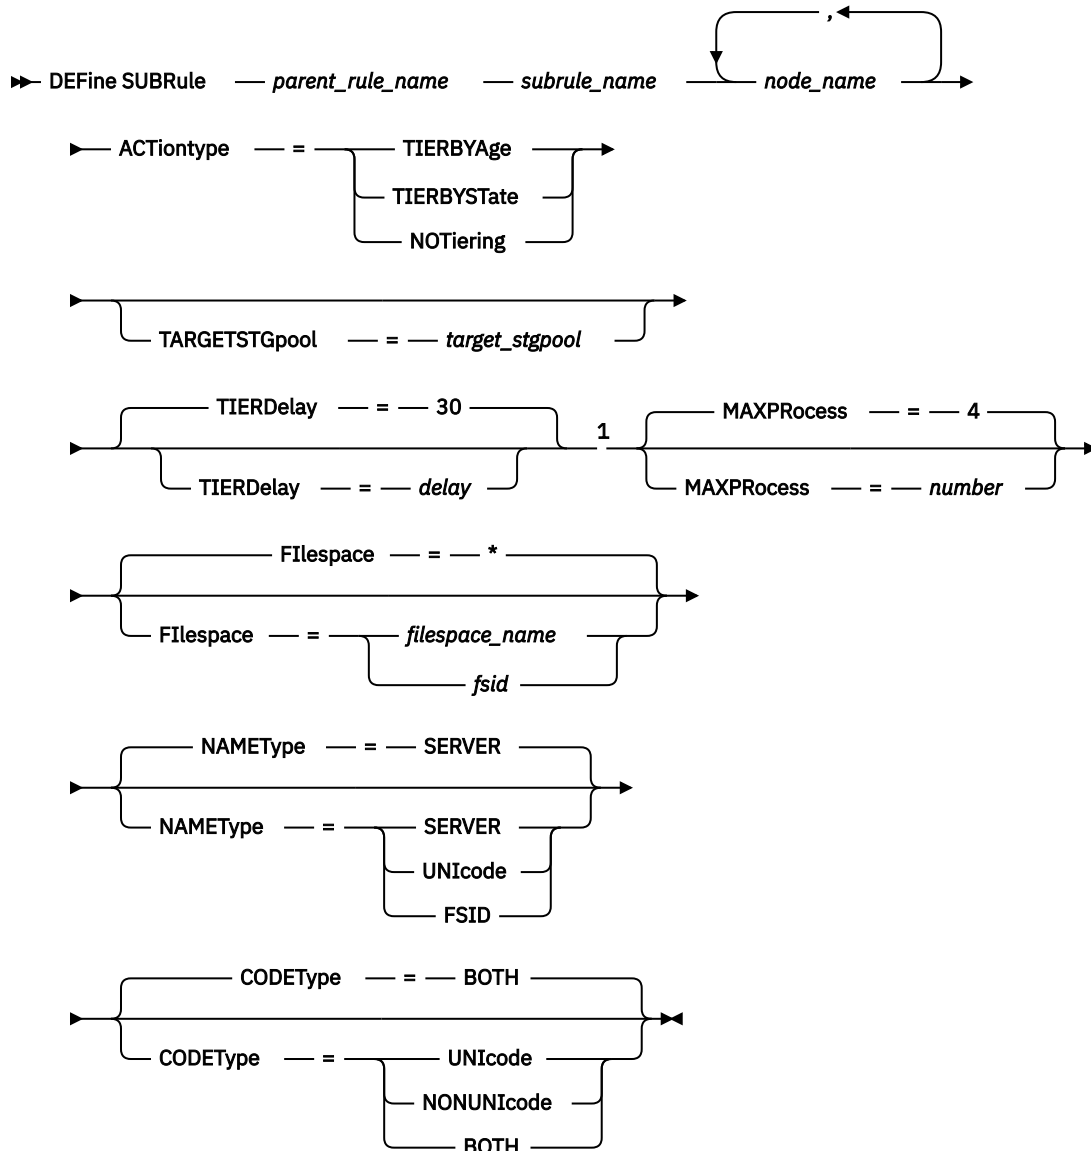 ,
DEFine SUBRule parent_rule_name subrule_name node_name
ACTiontype = TIERBYAge
TIERBYSTate
NOTiering
TARGETSTGpool = target_stgpool
TIERDelay = 30 MAXPRocess = 4
1
TIERDelay = delay MAXPRocess = number
FIlespace = *
FIlespace = filespace_name
fsid
NAMEType = SERVER
NAMEType = SERVER
UNIcode
FSID
CODEType = BOTH
CODEType = UNIcode
NONUNIcode
BOTH